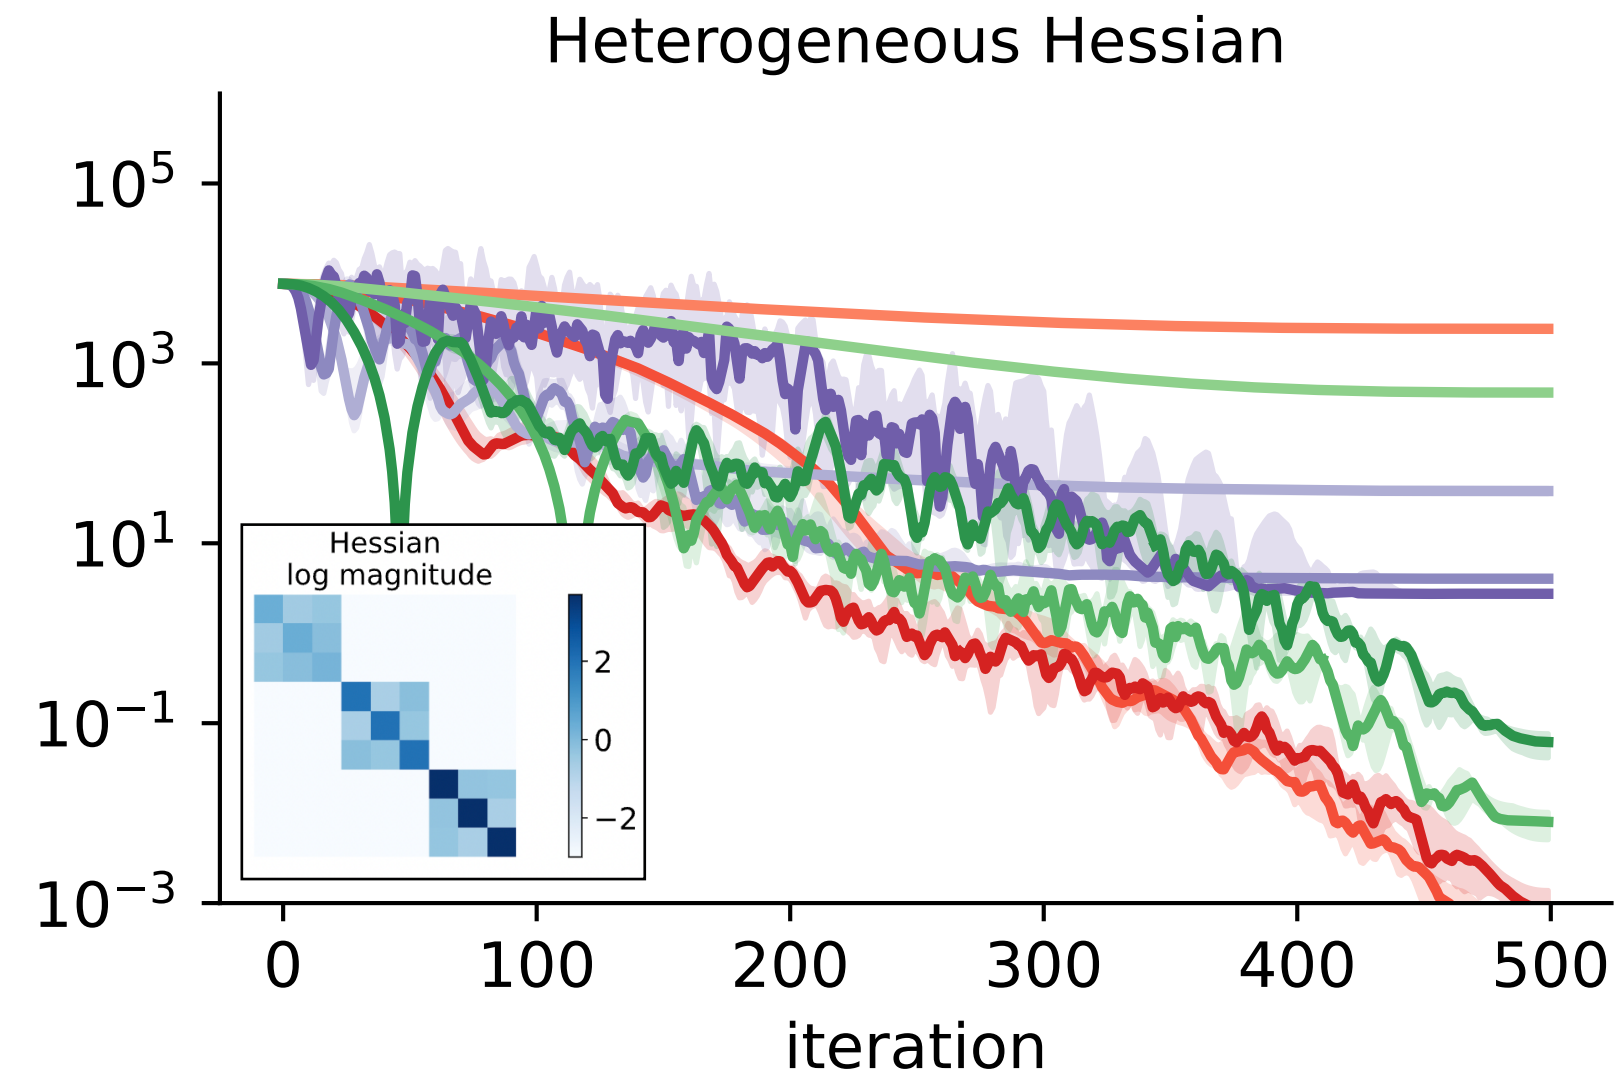 Heterogeneous Hessian
10^5
10^3
10^1
10^−1
10^−3
Hessian
log magnitude
2
0
−2
0 100 200 300 400 500
iteration